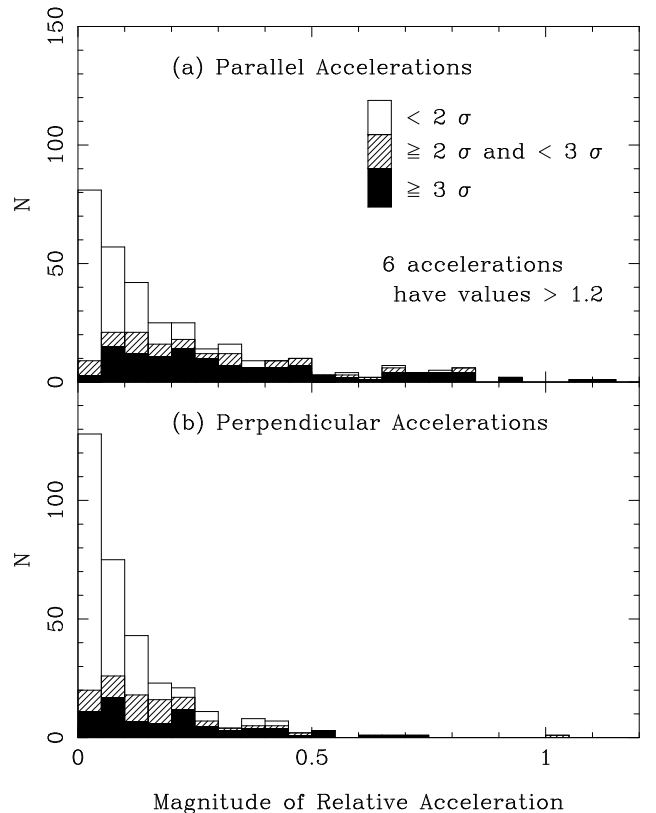 150
(a) Parallel Accelerations
< 2 σ
≧ 2 σ and < 3 σ
≧ 3 σ
100
N
50
6 accelerations
have values > 1.2
0
(b) Perpendicular Accelerations
100
N
50
0
0 0.5 1
Magnitude of Relative Acceleration